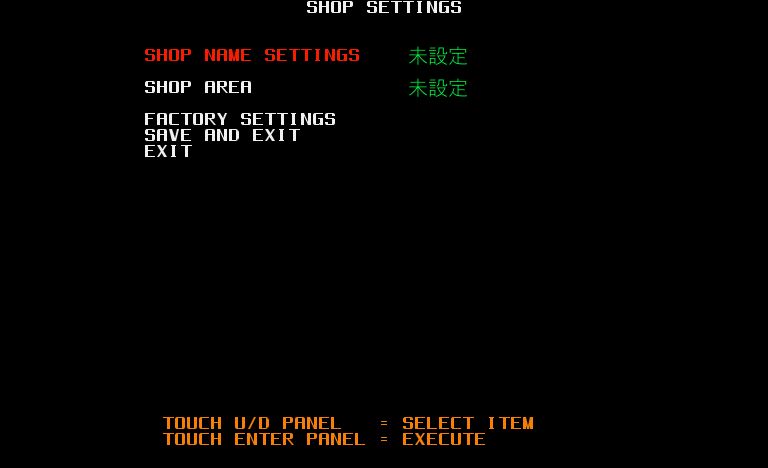 SHOP SETTINGS
SHOP NAME SETTINGS 未設定
SHOP AREA 未設定
FACTORY SETTINGS
SAVE AND EXIT
EXIT
TOUCH U/D PANEL = SELECT ITEM
TOUCH ENTER PANEL = EXECUTE